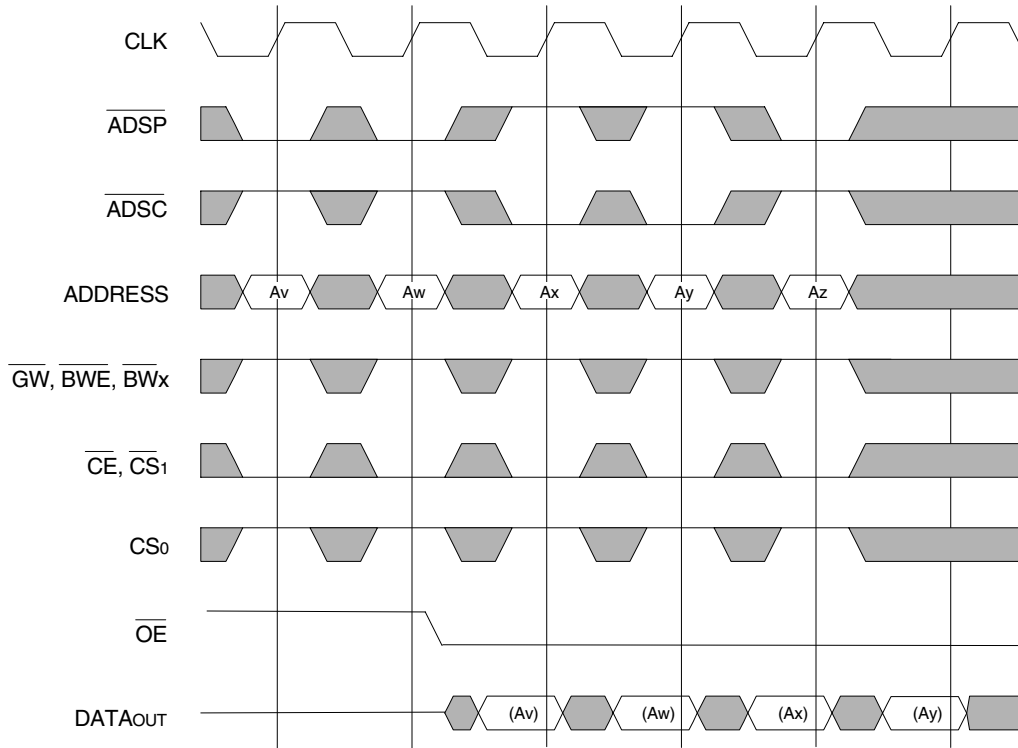 CLK
ADSP
ADSC
ADDRESS Av Aw Ax Ay Az
GW, BWE, BWx
CE, CS1
CS0
OE
DATAOUT (Av) (Aw) (Ax) (Ay)